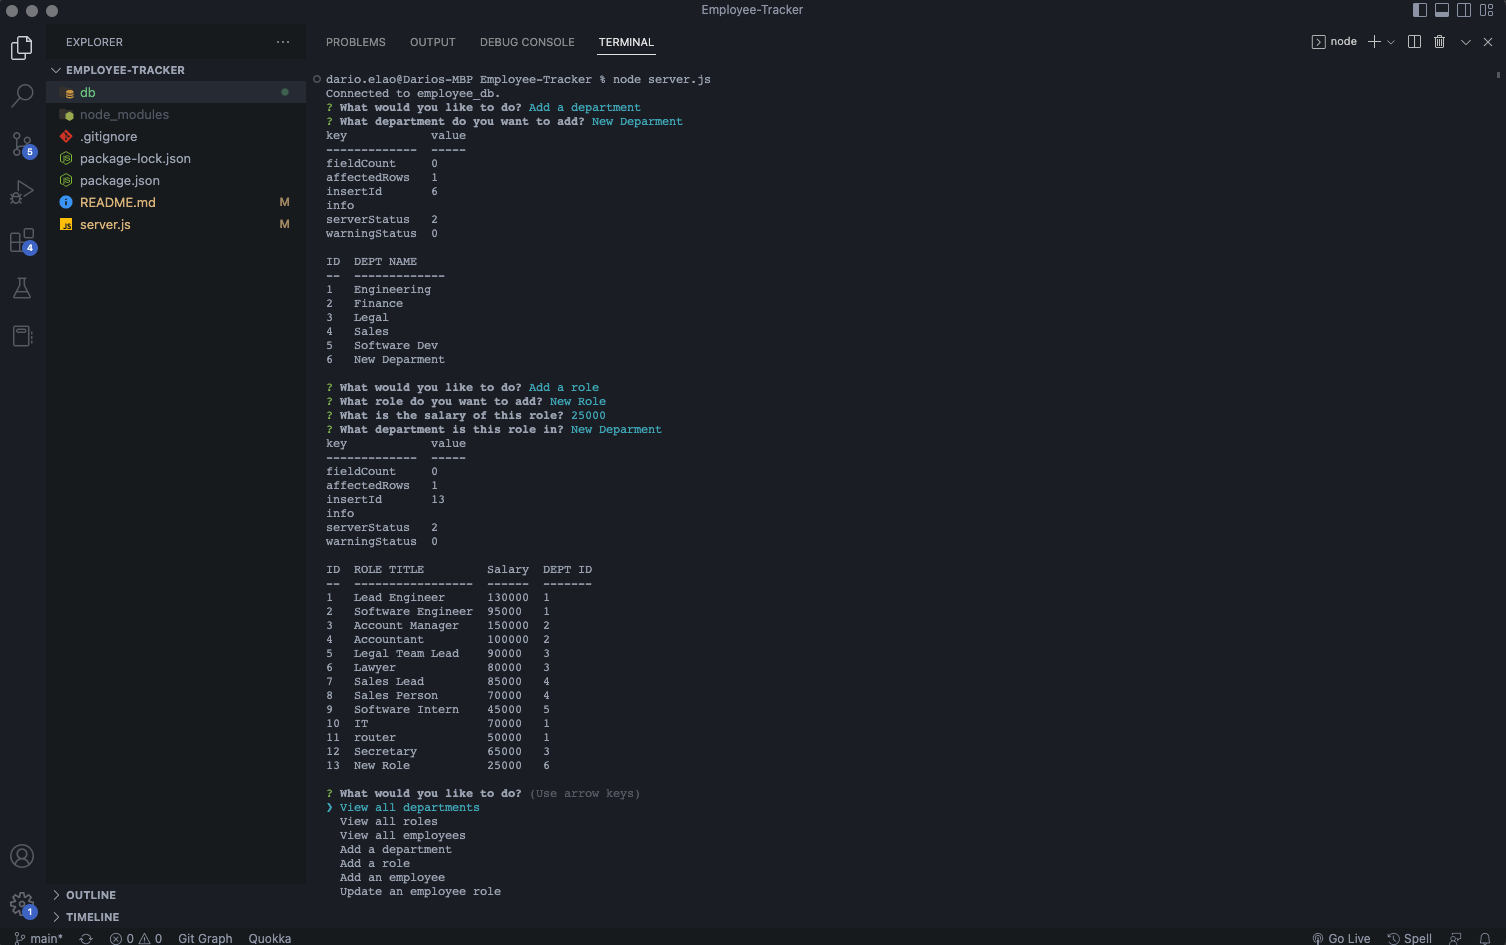 Employee-Tracker
EXPLORER ...
EMPLOYEE-TRACKER
db
node_modules
.gitignore
package-lock.json
package.json
README.md M
server.js M
5
4
1
OUTLINE
TIMELINE
PROBLEMS OUTPUT DEBUG CONSOLE TERMINAL node
dario.elao@Darios-MBP Employee-Tracker % node server.js
Connected to employee_db.
? What would you like to do? Add a department
? What department do you want to add? New Deparment
key value
------------- -----
fieldCount 0
affectedRows 1
insertId 6
info
serverStatus 2
warningStatus 0
ID DEPT NAME
-- -------------
1 Engineering
2 Finance
3 Legal
4 Sales
5 Software Dev
6 New Deparment
? What would you like to do? Add a role
? What role do you want to add? New Role
? What is the salary of this role? 25000
? What department is this role in? New Deparment
key value
------------- -----
fieldCount 0
affectedRows 1
insertId 13
info
serverStatus 2
warningStatus 0
ID ROLE TITLE Salary DEPT ID
-- ----------------- ------ -------
1 Lead Engineer 130000 1
2 Software Engineer 95000 1
3 Account Manager 150000 2
4 Accountant 100000 2
5 Legal Team Lead 90000 3
6 Lawyer 80000 3
7 Sales Lead 85000 4
8 Sales Person 70000 4
9 Software Intern 45000 5
10 IT 70000 1
11 router 50000 1
12 Secretary 65000 3
13 New Role 25000 6
? What would you like to do? (Use arrow keys)
❯ View all departments
View all roles
View all employees
Add a department
Add a role
Add an employee
Update an employee role
main* 0 0 Git Graph Quokka Go Live Spell